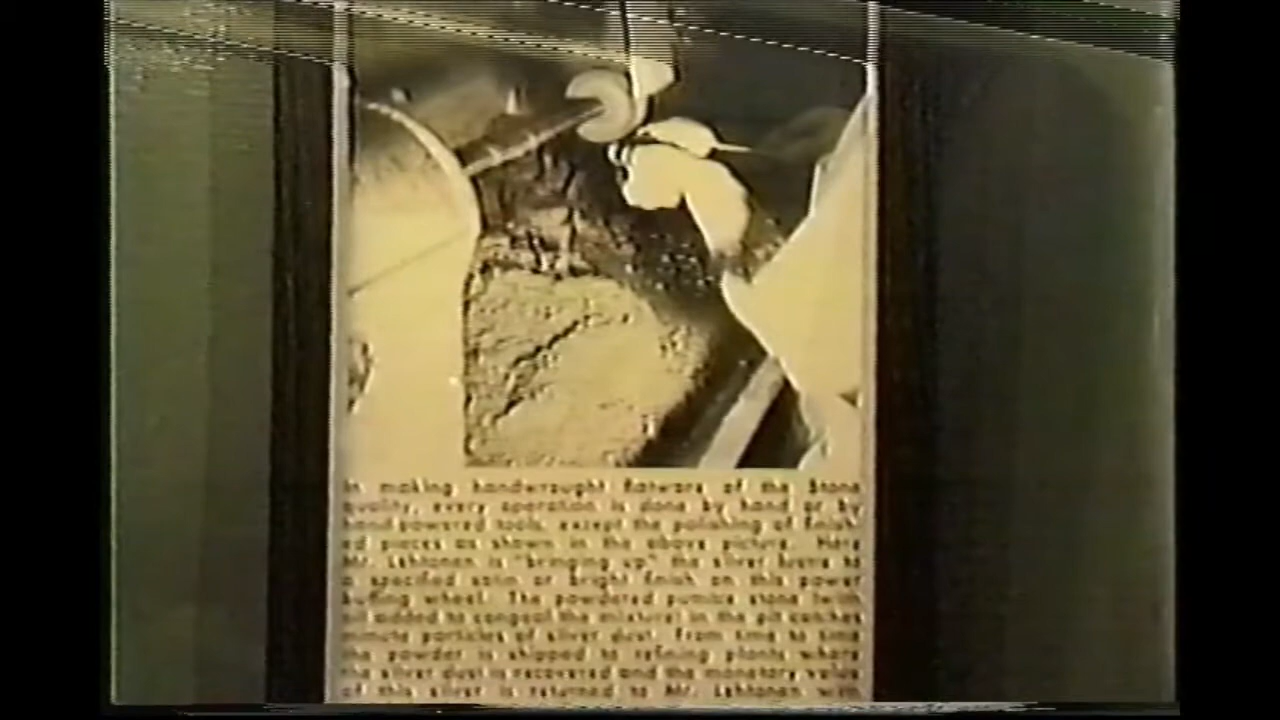 In making handwrought flatware of the Stone
quality, every operation is done by hand or by
hand powered tools, except the polishing of finish-
ed pieces as shown in the above picture. Here
Mr. Lehtonen is "bringing up" the silver lustre to
a specified satin or bright finish on this power
buffing wheel. The powdered pumice stone (with
oil added to congeal the mixture) in the pit catches
minute particles of silver dust. From time to time
the powder is shipped to refining plants where
the silver dust is recovered and the monetary value
of this silver is returned to Mr. Lehtonen with